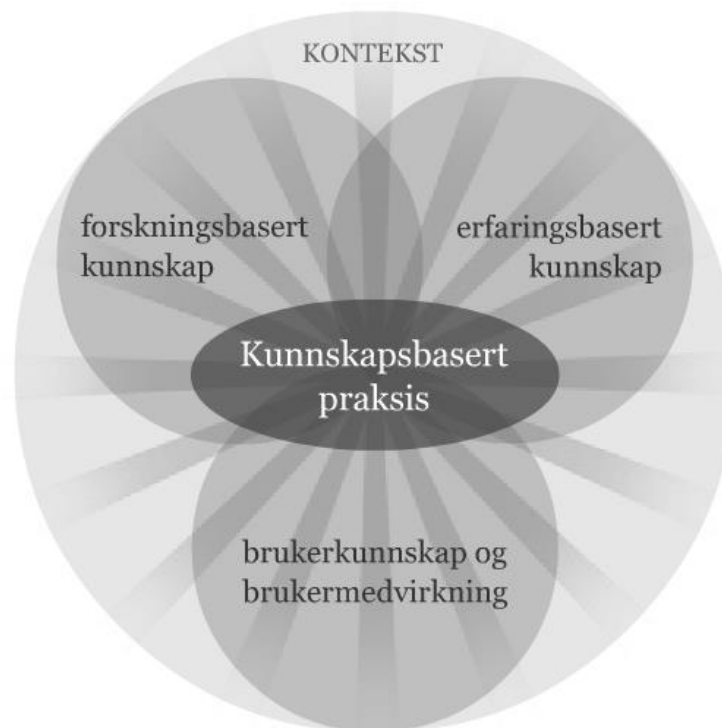 KONTEKST
forskningsbasert
kunnskap
erfaringsbasert
kunnskap
Kunnskapsbasert
praksis
brukerkunnskap og
brukermedvirkning